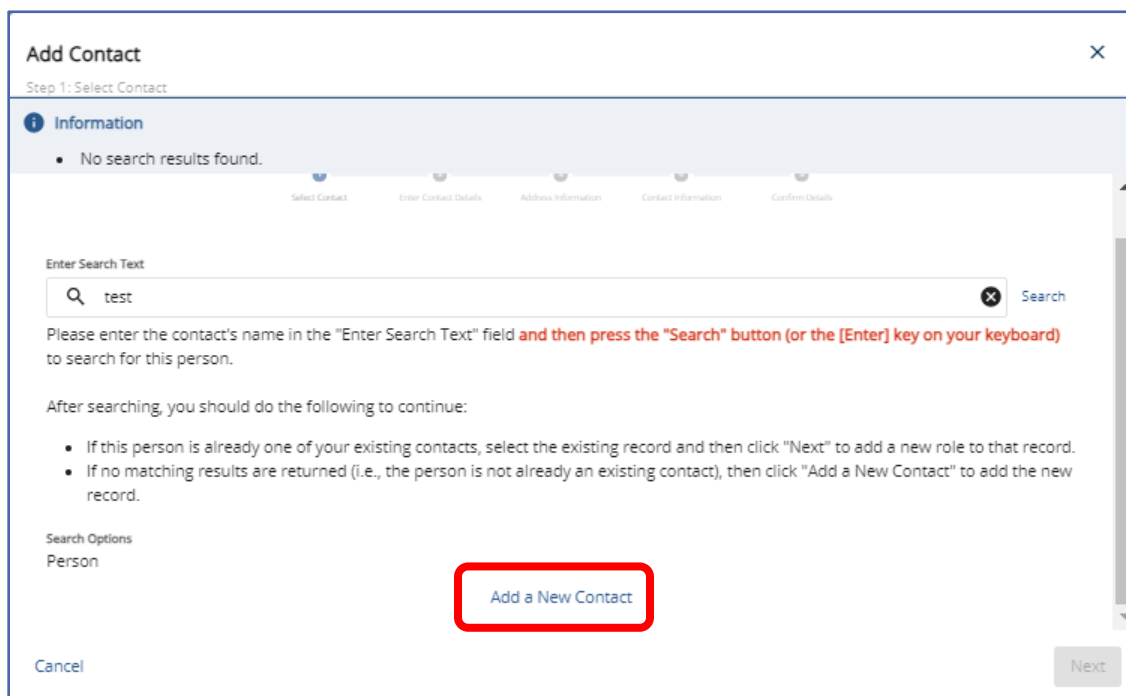 Add Contact
Step 1: Select Contact
Information
• No search results found.
Select Contact Enter Contact Details Address Information Contact Information Confirm Details
Enter Search Text
test
Search
Please enter the contact's name in the "Enter Search Text" field and then press the "Search" button (or the [Enter] key on your keyboard)
to search for this person.
After searching, you should do the following to continue:
• If this person is already one of your existing contacts, select the existing record and then click "Next" to add a new role to that record.
• If no matching results are returned (i.e., the person is not already an existing contact), then click "Add a New Contact" to add the new
record.
Search Options
Person
Add a New Contact
Cancel
Next